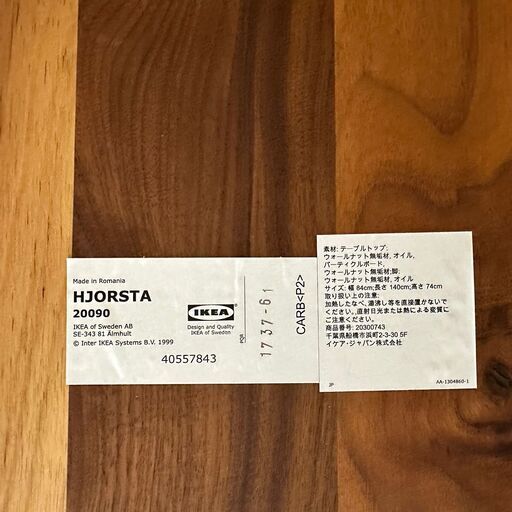 Made in Romania
HJORSTA
20090
IKEA of Sweden AB
SE-343 81 Älmhult
© Inter IKEA Systems B.V. 1999
40557843
IKEA
Design and Quality
IKEA of Sweden
PQR
1737-61
CARB<P2>
素材: テーブルトップ:
ウォールナット無垢材, オイル,
パーティクルボード,
ウォールナット無垢材;脚:
ウォールナット無垢材, オイル
サイズ: 幅 84cm;長さ 140cm;高さ 74cm
取り扱い上の注意:
加熱したなべ、湯沸し等を直接置かないで
ください。直射日光または熱による変質に
ご注意ください。
商品番号: 20300743
千葉県船橋市浜町2-3-30 5F
イケア・ジャパン株式会社
JP
AA-1304860-1